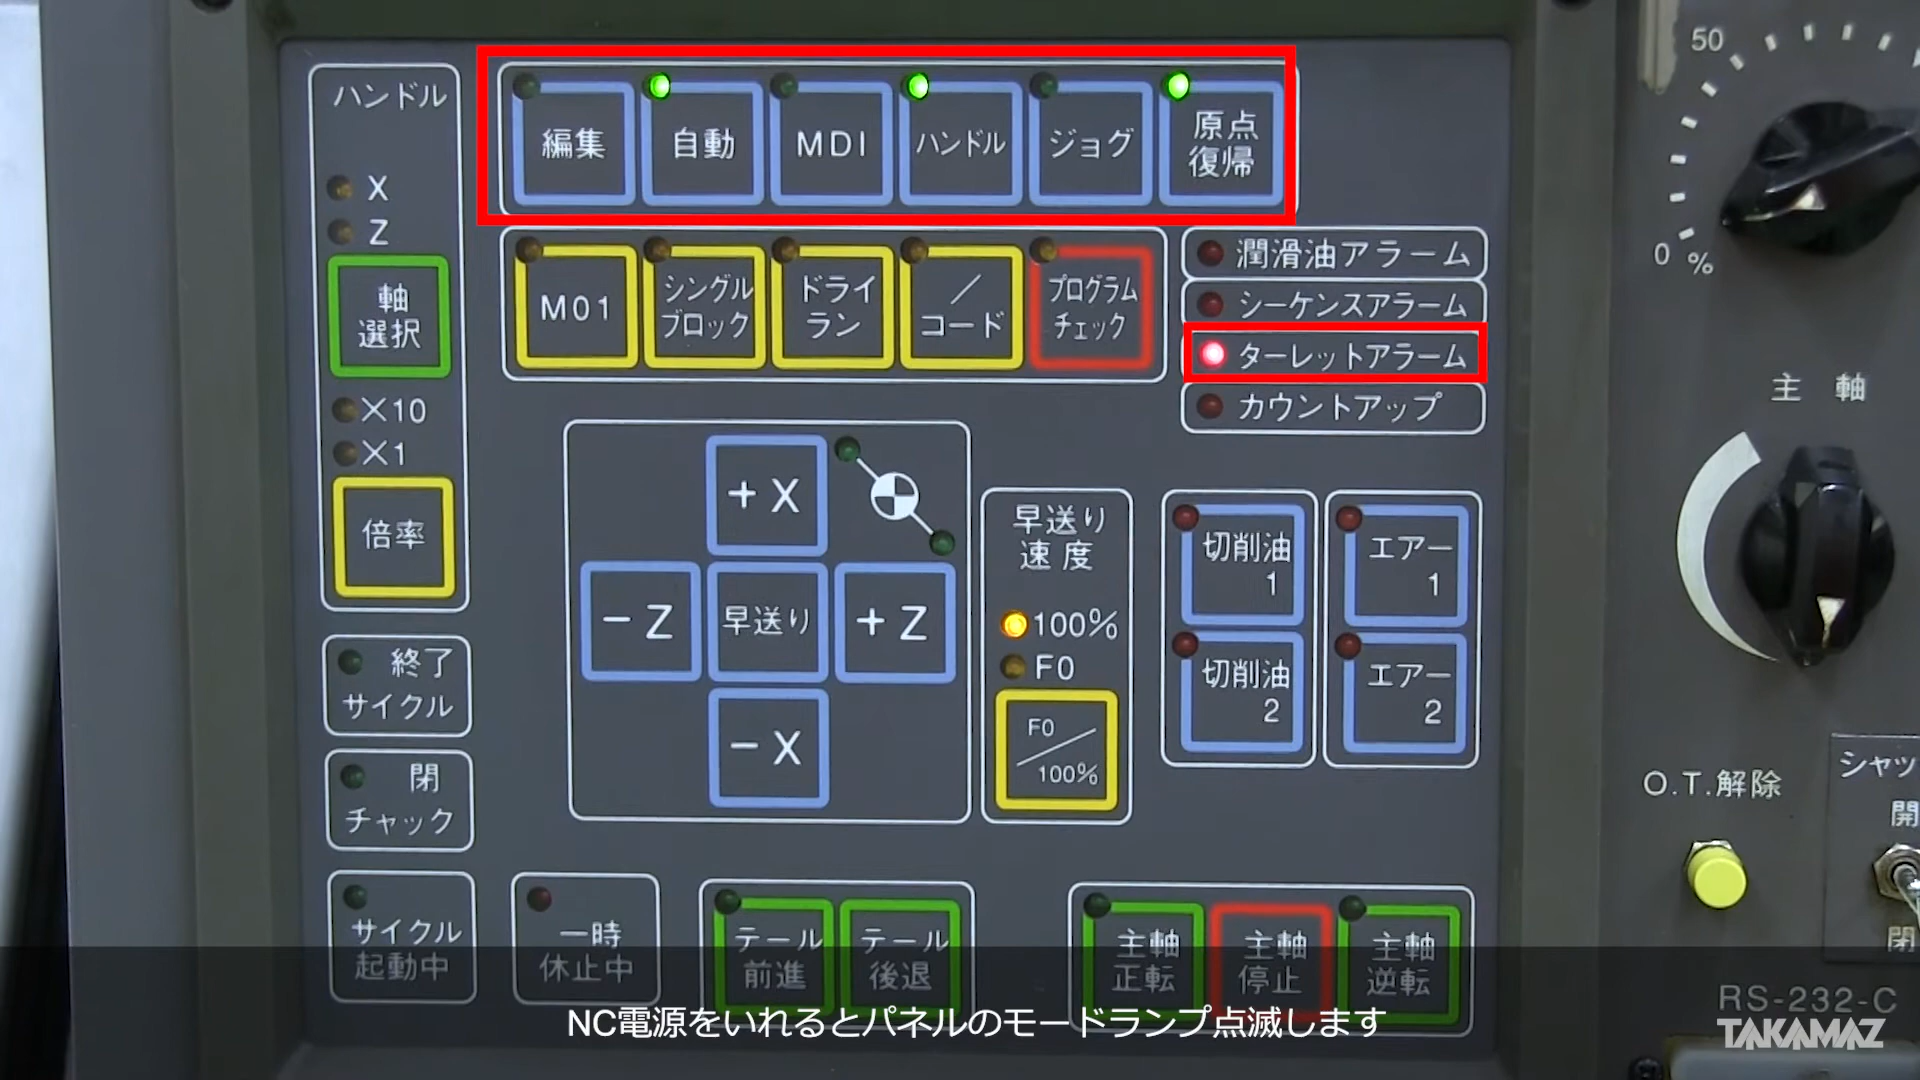 ハンドル
X
Z
軸
選択
×10
×1
倍率
終了
サイクル
閉
チャック
サイクル
起動中
編集
自動
MDI
ハンドル
ジョグ
原点
復帰
M01
シングル
ブロック
ドライ
ラン
／
コード
プログラム
チェック
潤滑油アラーム
シーケンスアラーム
ターレットアラーム
カウントアップ
+X
-Z
早送り
+Z
-X
早送り
速度
100%
F0
F0
100%
切削油
1
切削油
2
エアー
1
エアー
2
一時
休止中
テール
前進
テール
後退
主軸
正転
主軸
停止
主軸
逆転
50
0 %
主 軸
O.T.解除
シャッ
開
閉
RS-232-C
NC電源をいれるとパネルのモードランプ点滅します
TAKAMAZ